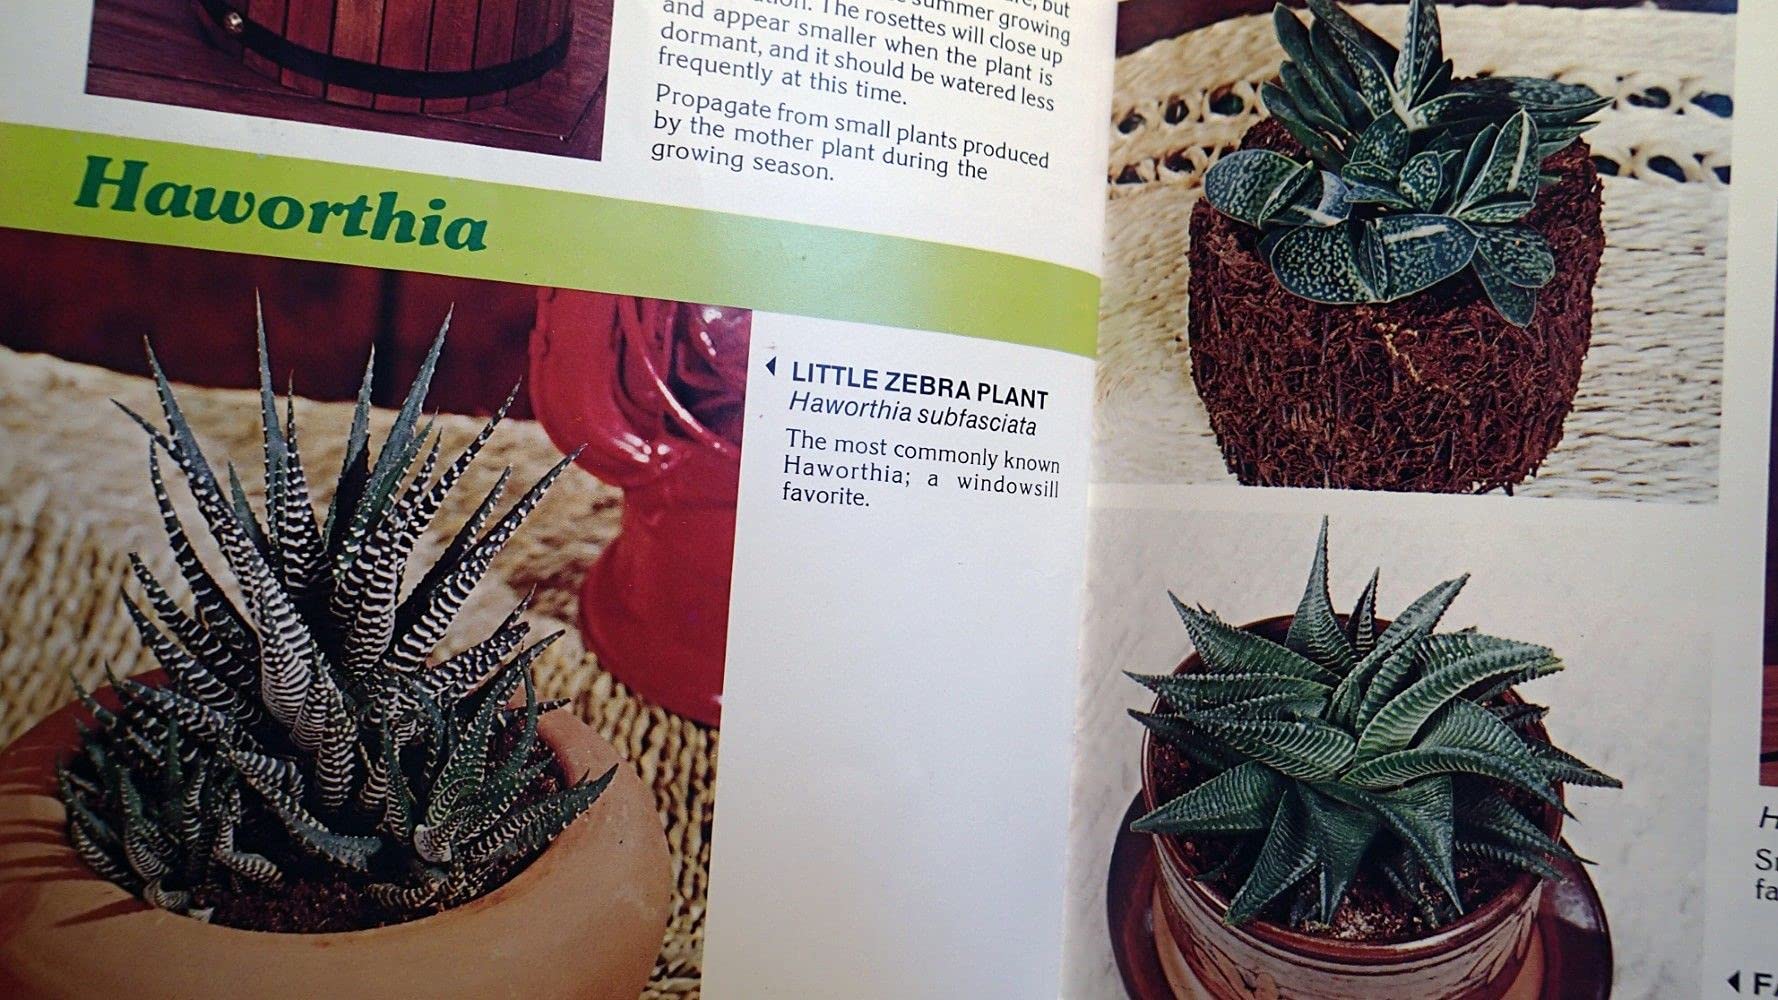 but
summer growing
The rosettes will close up
and appear smaller when the plant is
dormant, and it should be watered less
frequently at this time.
Propagate from small plants produced
by the mother plant during the
growing season.
Haworthia
LITTLE ZEBRA PLANT
Haworthia subfasciata
The most commonly known
Haworthia; a windowsill
favorite.